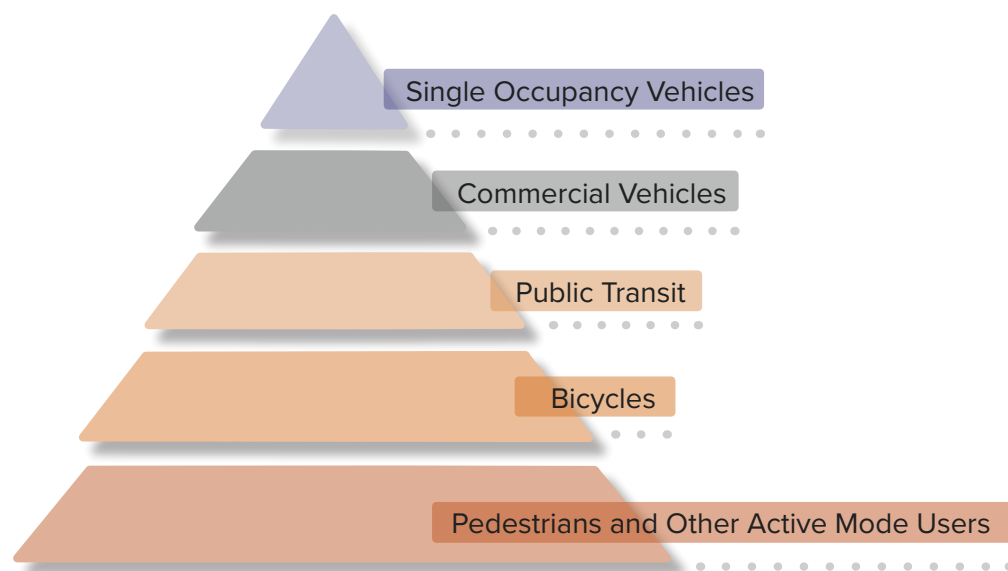 Single Occupancy Vehicles
Commercial Vehicles
Public Transit
Bicycles
Pedestrians and Other Active Mode Users